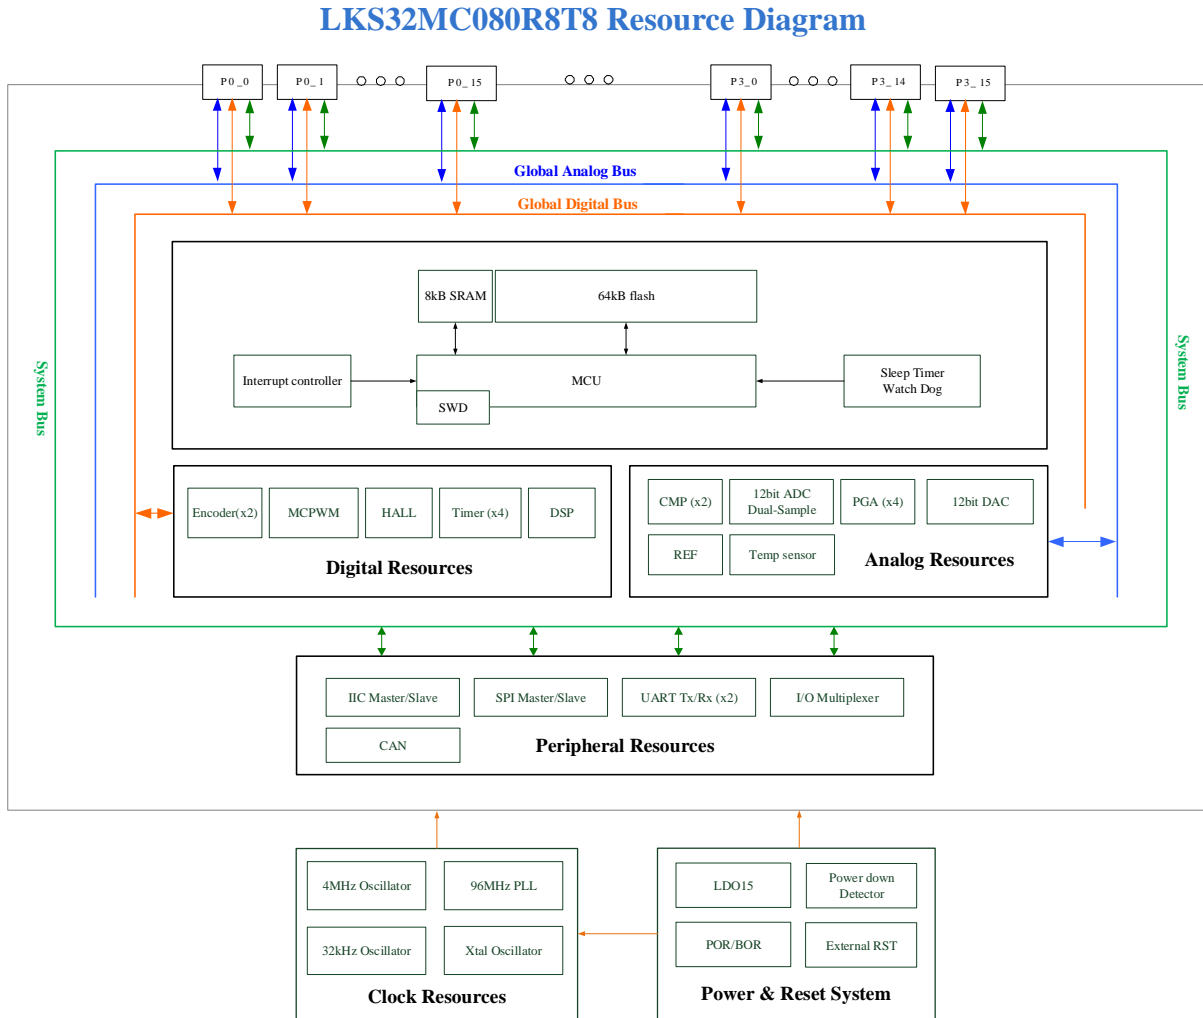 LKS32MC080R8T8 Resource Diagram
P0_0
P0_1
P0_15
P3_0
P3_14
P3_15
Global Analog Bus
Global Digital Bus
System Bus
System Bus
8kB SRAM
64kB flash
Interrupt controller
MCU
SWD
Sleep Timer
Watch Dog
Encoder(x2)
MCPWM
HALL
Timer (x4)
DSP
Digital Resources
CMP (x2)
12bit ADC
Dual-Sample
PGA (x4)
12bit DAC
REF
Temp sensor
Analog Resources
IIC Master/Slave
SPI Master/Slave
UART Tx/Rx (x2)
I/O Multiplexer
CAN
Peripheral Resources
4MHz Oscillator
96MHz PLL
32kHz Oscillator
Xtal Oscillator
Clock Resources
LDO15
Power down
Detector
POR/BOR
External RST
Power & Reset System